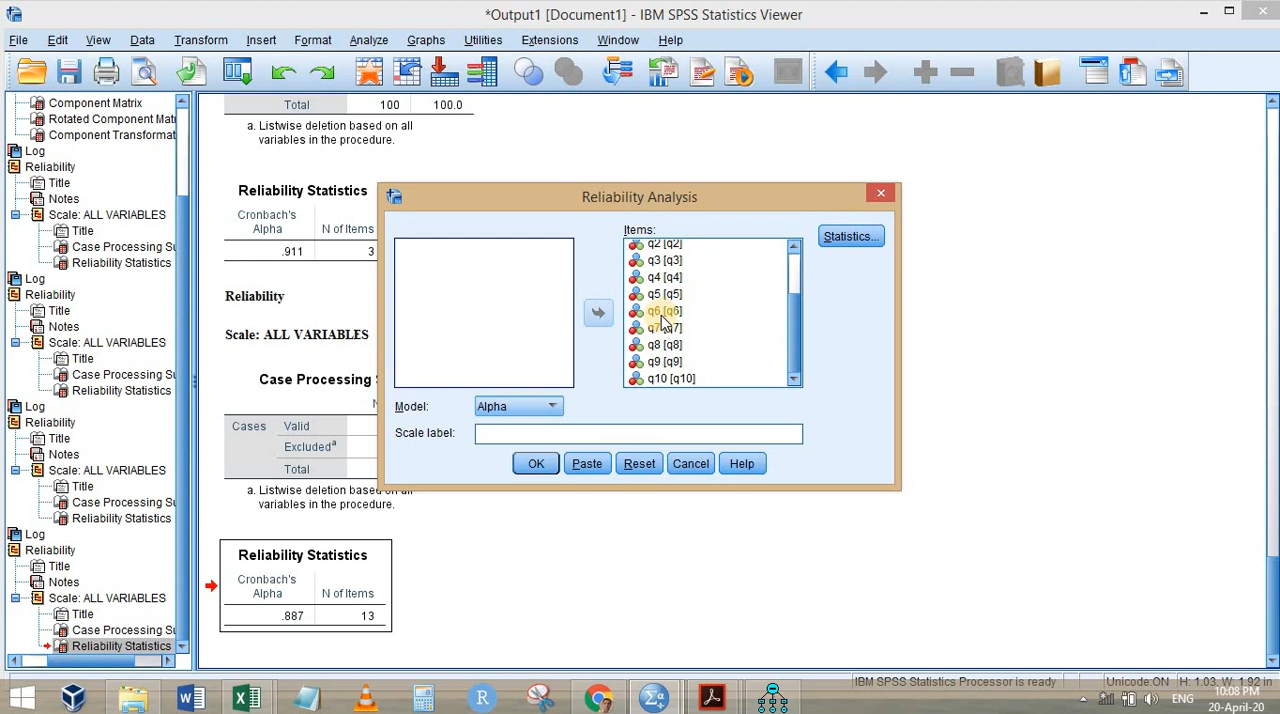 *Output1 [Document1] - IBM SPSS Statistics Viewer
File Edit View Data Transform Insert Format Analyze Graphs Utilities Extensions Window Help
Component Matrix
Rotated Component Matr
Component Transformat
Log
Reliability
Title
Notes
Scale: ALL VARIABLES
Title
Case Processing Su
Reliability Statistics
Log
Reliability
Title
Notes
Scale: ALL VARIABLES
Title
Case Processing Su
Reliability Statistics
Log
Reliability
Title
Notes
Scale: ALL VARIABLES
Title
Case Processing Su
Reliability Statistics
Log
Reliability
Title
Notes
Scale: ALL VARIABLES
Title
Case Processing Su
Reliability Statistics
Total 100 100.0
a. Listwise deletion based on all
variables in the procedure.
Reliability Statistics
Cronbach's
Alpha N of Items
.911 3
Reliability
Scale: ALL VARIABLES
Case Processing
Cases Valid
Excludeda
Total
a. Listwise deletion based on all
variables in the procedure.
Reliability Statistics
Cronbach's
Alpha N of Items
.887 13
Reliability Analysis
Items:
q2 [q2]
q3 [q3]
q4 [q4]
q5 [q5]
q6 [q6]
q7 [q7]
q8 [q8]
q9 [q9]
q10 [q10]
Statistics...
Model: Alpha
Scale label:
OK Paste Reset Cancel Help
IBM SPSS Statistics Processor is ready Unicode:ON H: 1.03, W: 1.92 in
R
ENG
10:08 PM
20-April-20